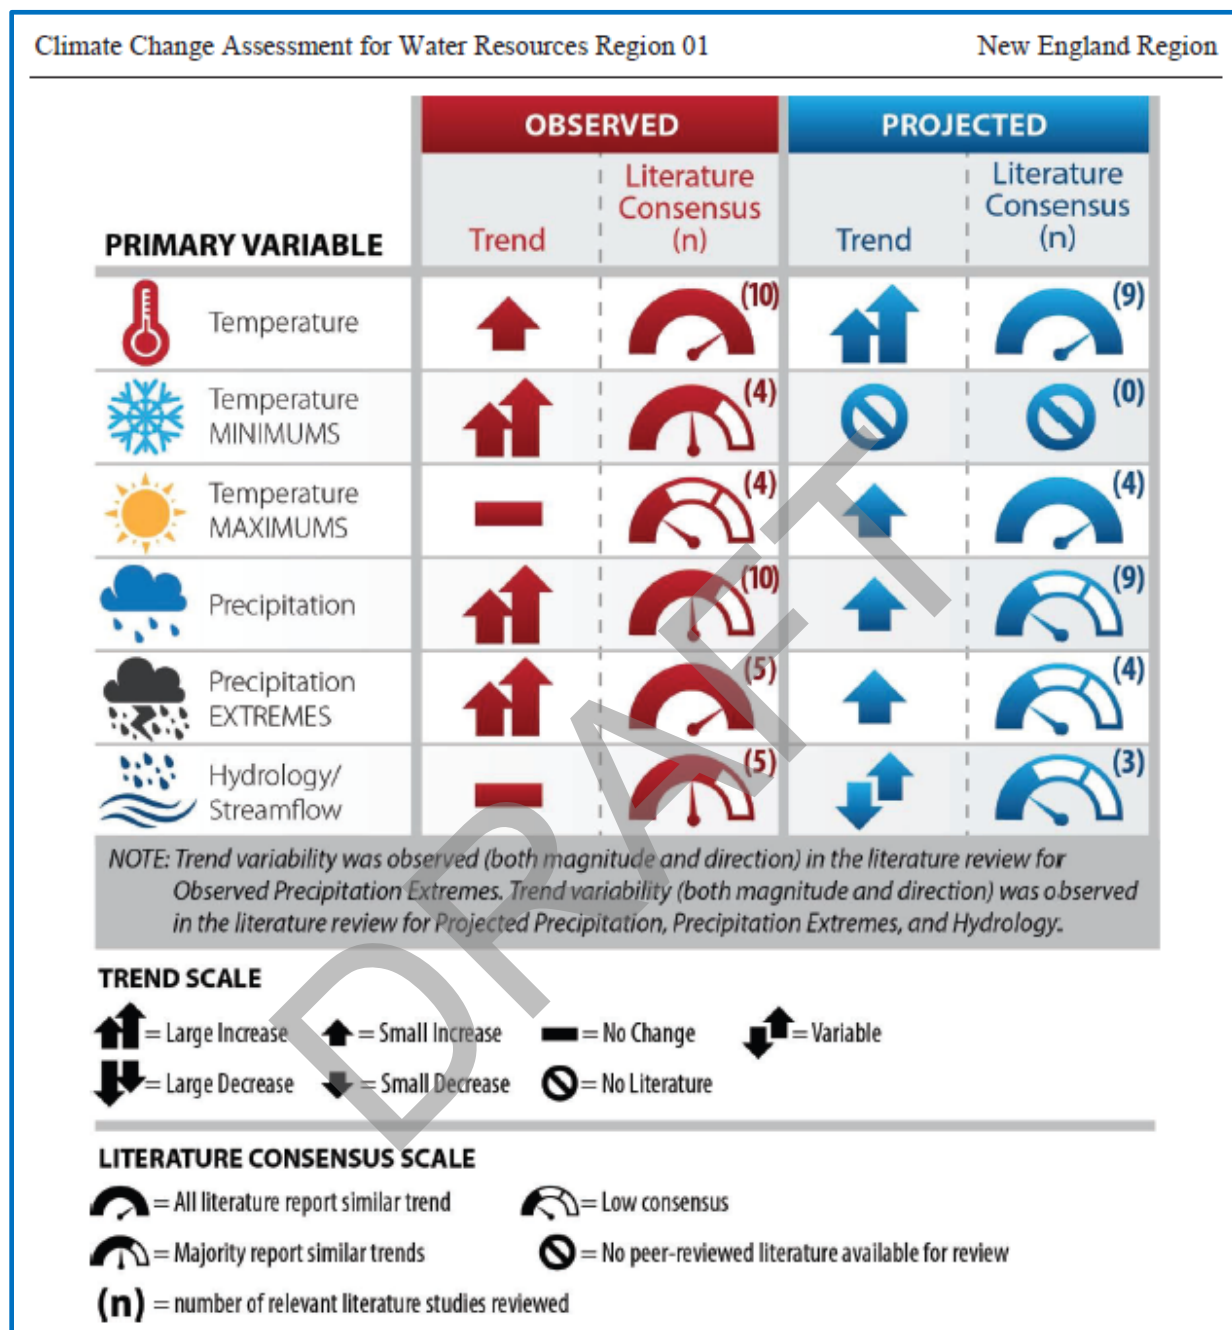 Climate Change Assessment for Water Resources Region 01 New England Region
OBSERVED PROJECTED
PRIMARY VARIABLE Trend Literature Consensus (n) Trend Literature Consensus (n)
Temperature (10) (9)
Temperature MINIMUMS (4) (0)
Temperature MAXIMUMS (4) (4)
Precipitation (10) (9)
Precipitation EXTREMES (5) (4)
Hydrology/ Streamflow (5) (3)
NOTE: Trend variability was observed (both magnitude and direction) in the literature review for
Observed Precipitation Extremes. Trend variability (both magnitude and direction) was observed
in the literature review for Projected Precipitation, Precipitation Extremes, and Hydrology.
TREND SCALE
= Large Increase = Small Increase = No Change = Variable
= Large Decrease = Small Decrease = No Literature
LITERATURE CONSENSUS SCALE
= All literature report similar trend = Low consensus
= Majority report similar trends = No peer-reviewed literature available for review
(n) = number of relevant literature studies reviewed
DRAFT